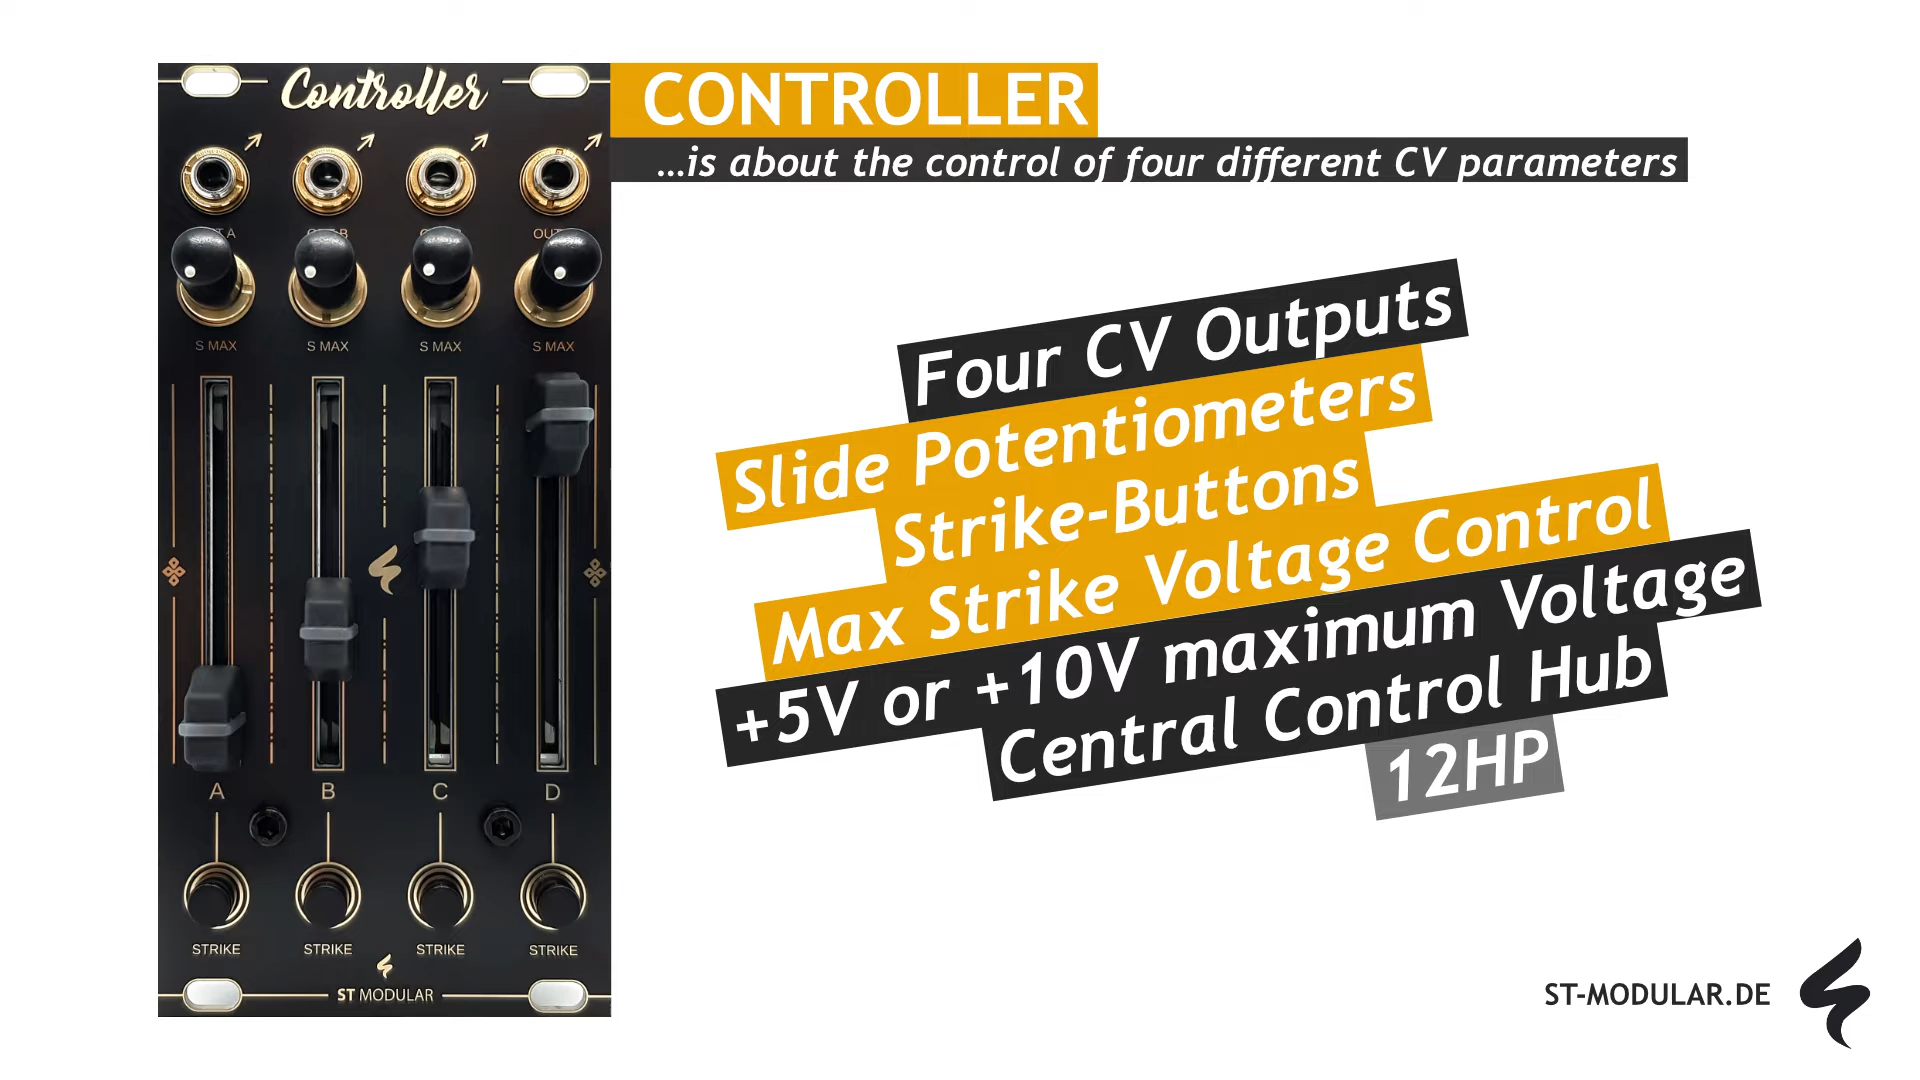 Controller
CONTROLLER
...is about the control of four different CV parameters
S MAX S MAX S MAX S MAX
Four CV Outputs
Slide Potentiometers
Strike-Buttons
Max Strike Voltage Control
+5V or +10V maximum Voltage
Central Control Hub
12HP
A B C D
STRIKE STRIKE STRIKE STRIKE
ST MODULAR
ST-MODULAR.DE